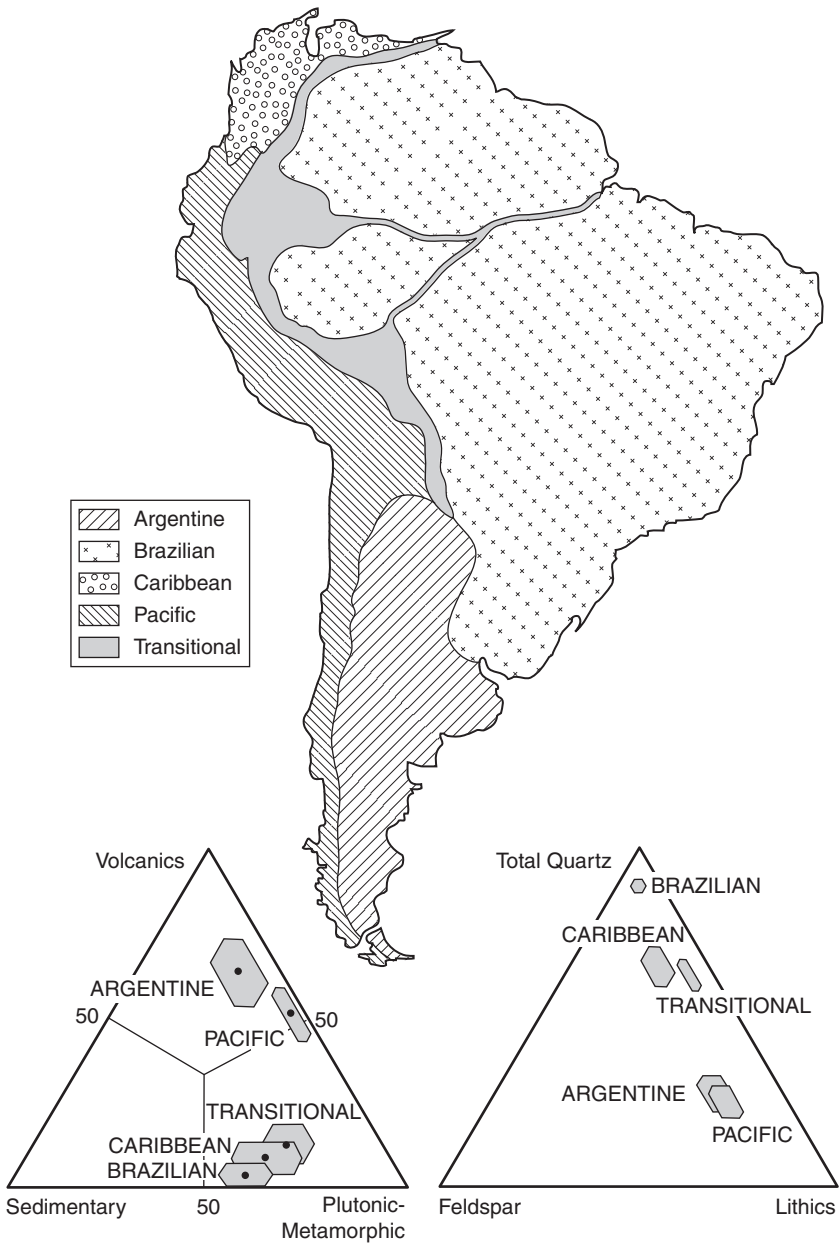 Argentine
Brazilian
Caribbean
Pacific
Transitional
Volcanics
ARGENTINE
50
50
PACIFIC
TRANSITIONAL
CARIBBEAN
BRAZILIAN
Sedimentary
50
Plutonic-
Metamorphic
Total Quartz
BRAZILIAN
CARIBBEAN
TRANSITIONAL
ARGENTINE
PACIFIC
Feldspar
Lithics